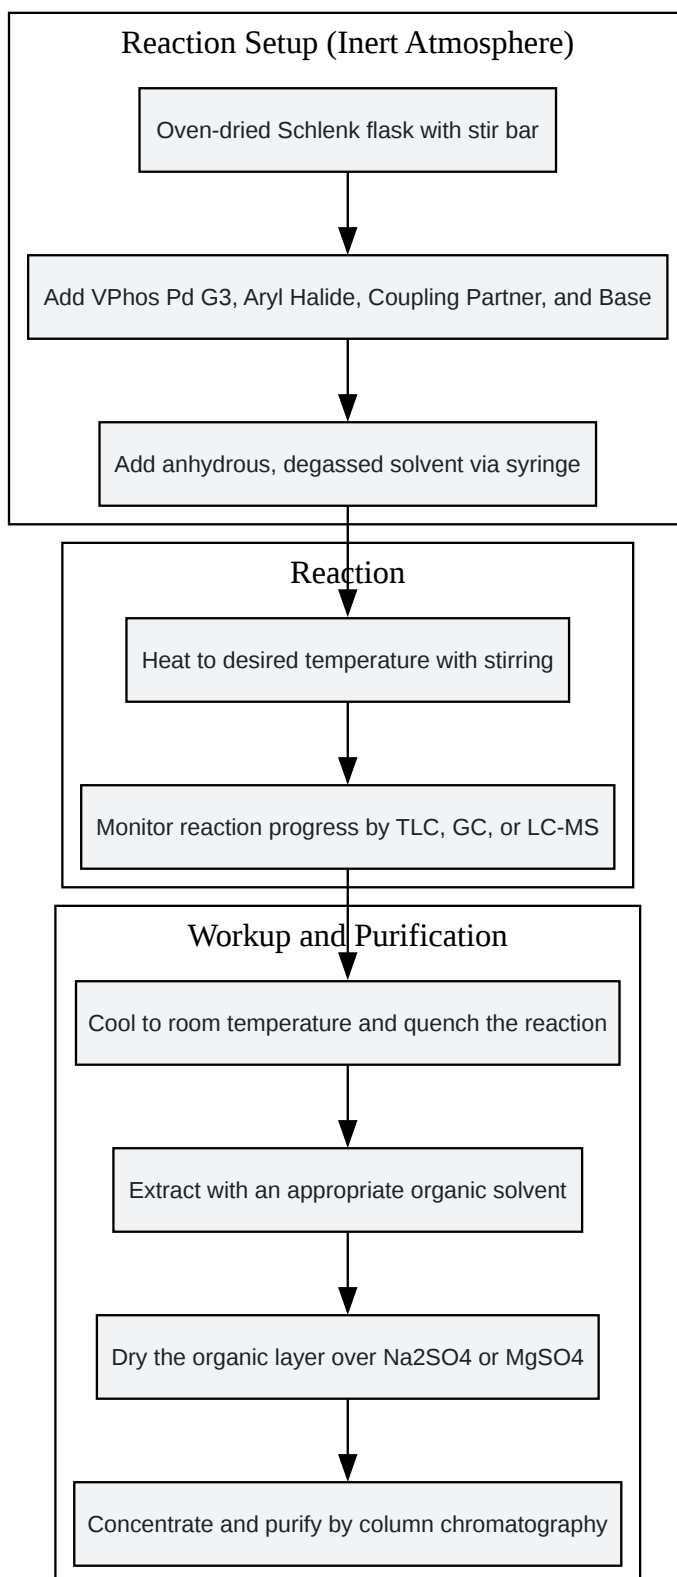 Reaction Setup (Inert Atmosphere)
Oven-dried Schlenk flask with stir bar
Add VPhos Pd G3, Aryl Halide, Coupling Partner, and Base
Add anhydrous, degassed solvent via syringe
Reaction
Heat to desired temperature with stirring
Monitor reaction progress by TLC, GC, or LC-MS
Workup and Purification
Cool to room temperature and quench the reaction
Extract with an appropriate organic solvent
Dry the organic layer over Na2SO4 or MgSO4
Concentrate and purify by column chromatography